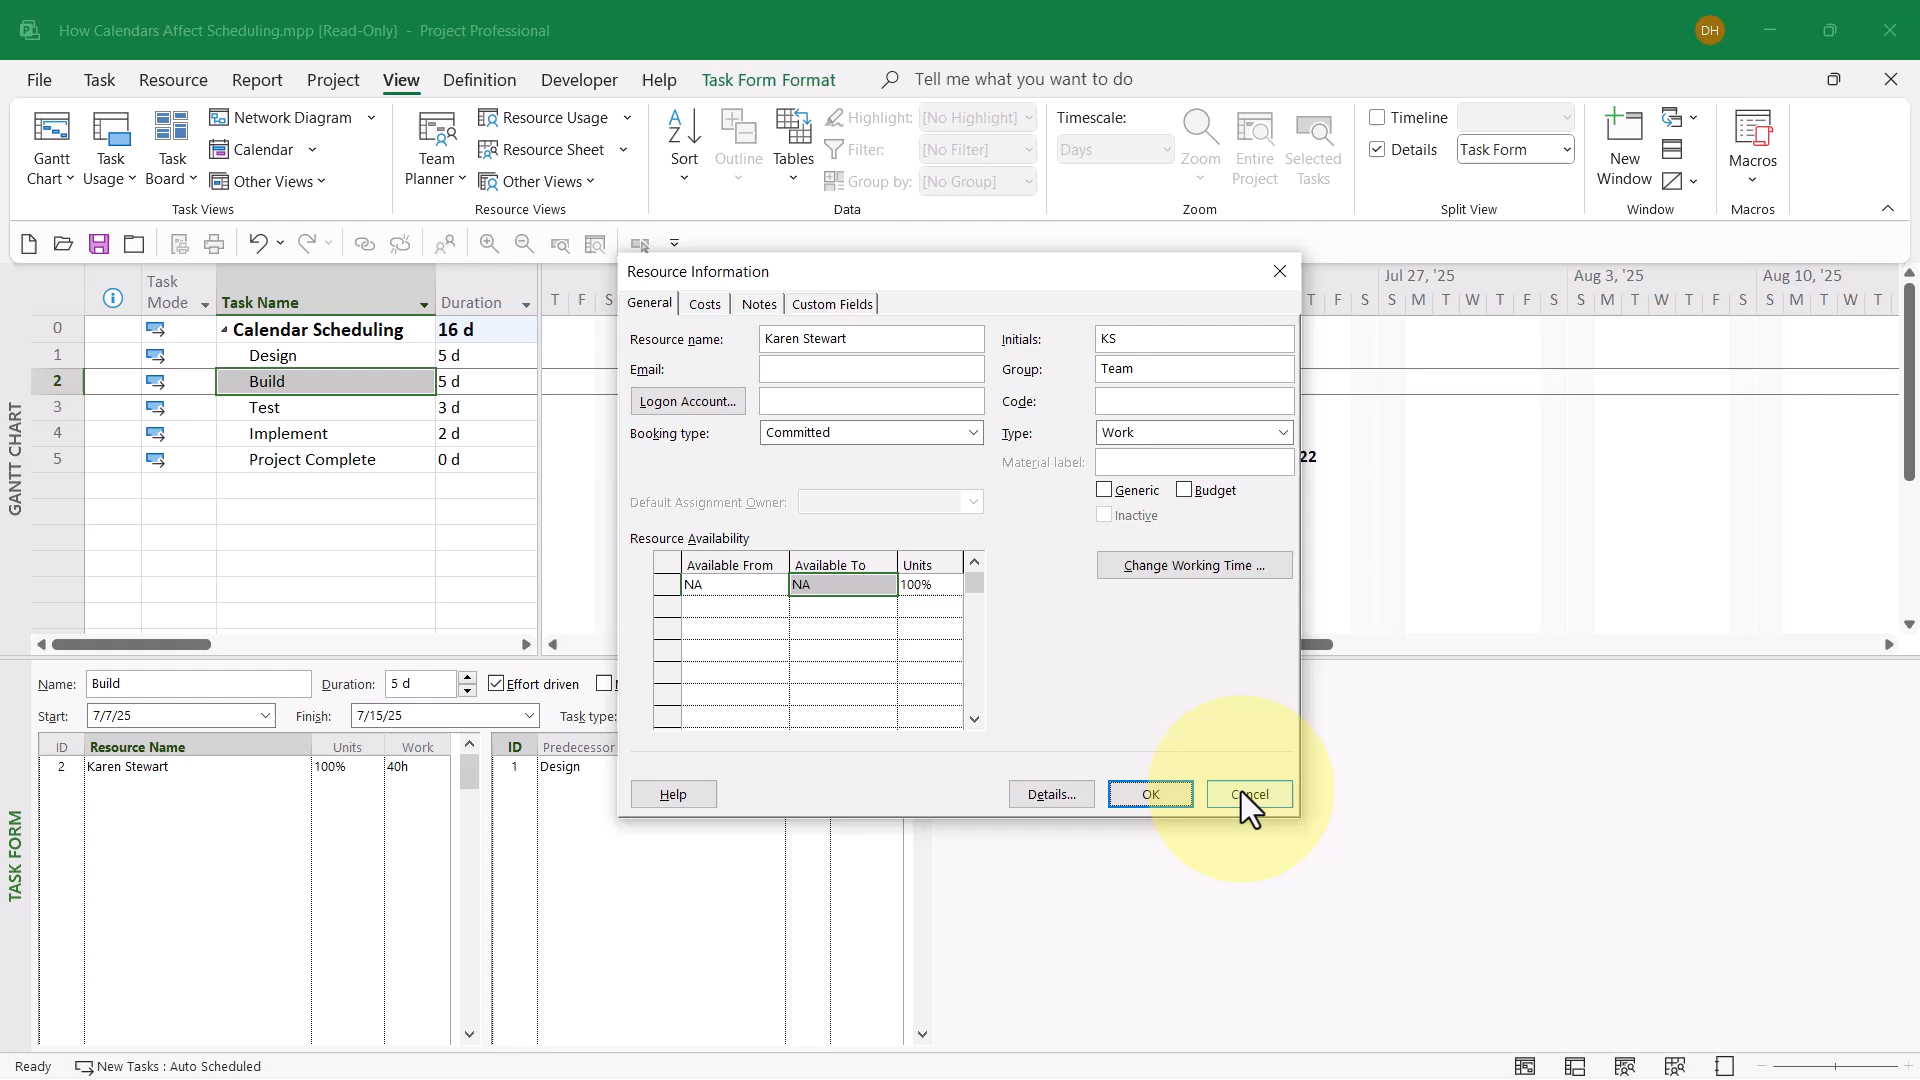 How Calendars Affect Scheduling.mpp [Read-Only] - Project Professional
DH
File Task Resource Report Project View Definition Developer Help Task Form Format Tell me what you want to do
Gantt Chart
Task Usage
Task Board
Network Diagram
Calendar
Other Views
Task Views
Team Planner
Resource Usage
Resource Sheet
Other Views
Resource Views
Sort
Outline
Tables
Highlight: [No Highlight]
Filter: [No Filter]
Group by: [No Group]
Data
Timescale:
Days
Zoom
Entire Project
Selected Tasks
Zoom
Timeline
Details Task Form
Split View
New Window
Window
Macros
Macros
GANTT CHART
Task Mode Task Name Duration
0 Calendar Scheduling 16 d
1 Design 5 d
2 Build 5 d
3 Test 3 d
4 Implement 2 d
5 Project Complete 0 d
T F S
Jul 27, '25 Aug 3, '25 Aug 10, '25
T F S S M T W T F S S M T W T F S S M T W T
22
Resource Information
General Costs Notes Custom Fields
Resource name: Karen Stewart Initials: KS
Email: Group: Team
Logon Account... Code:
Booking type: Committed Type: Work
Material label:
Default Assignment Owner: Generic Budget
Inactive
Resource Availability
Available From Available To Units
NA NA 100%
Change Working Time ...
Help Details... OK Cancel
TASK FORM
Name: Build Duration: 5 d Effort driven
Start: 7/7/25 Finish: 7/15/25 Task type:
ID Resource Name Units Work
2 Karen Stewart 100% 40h
ID Predecessor
1 Design
Ready New Tasks : Auto Scheduled